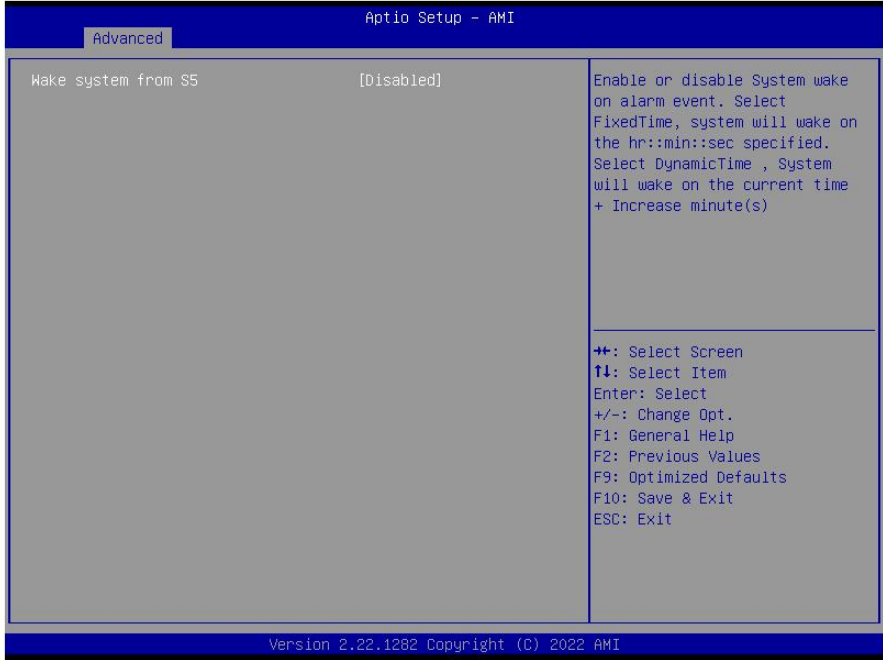 Aptio Setup – AMI
Advanced
Wake system from S5 [Disabled]
Enable or disable System wake
on alarm event. Select
FixedTime, system will wake on
the hr::min::sec specified.
Select DynamicTime , System
will wake on the current time
+ Increase minute(s)
→←: Select Screen
↑↓: Select Item
Enter: Select
+/-: Change Opt.
F1: General Help
F2: Previous Values
F9: Optimized Defaults
F10: Save & Exit
ESC: Exit
Version 2.22.1282 Copyright (C) 2022 AMI